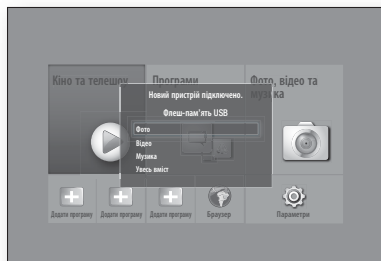 Кіно та телешоу
Програми
Фото, відео та
музика
Новий пристрій підключено.
Флеш-пам'ять USB
Фото
Відео
Музика
Увесь вміст
Додати програму
Додати програму
Додати програму
Браузер
Параметри